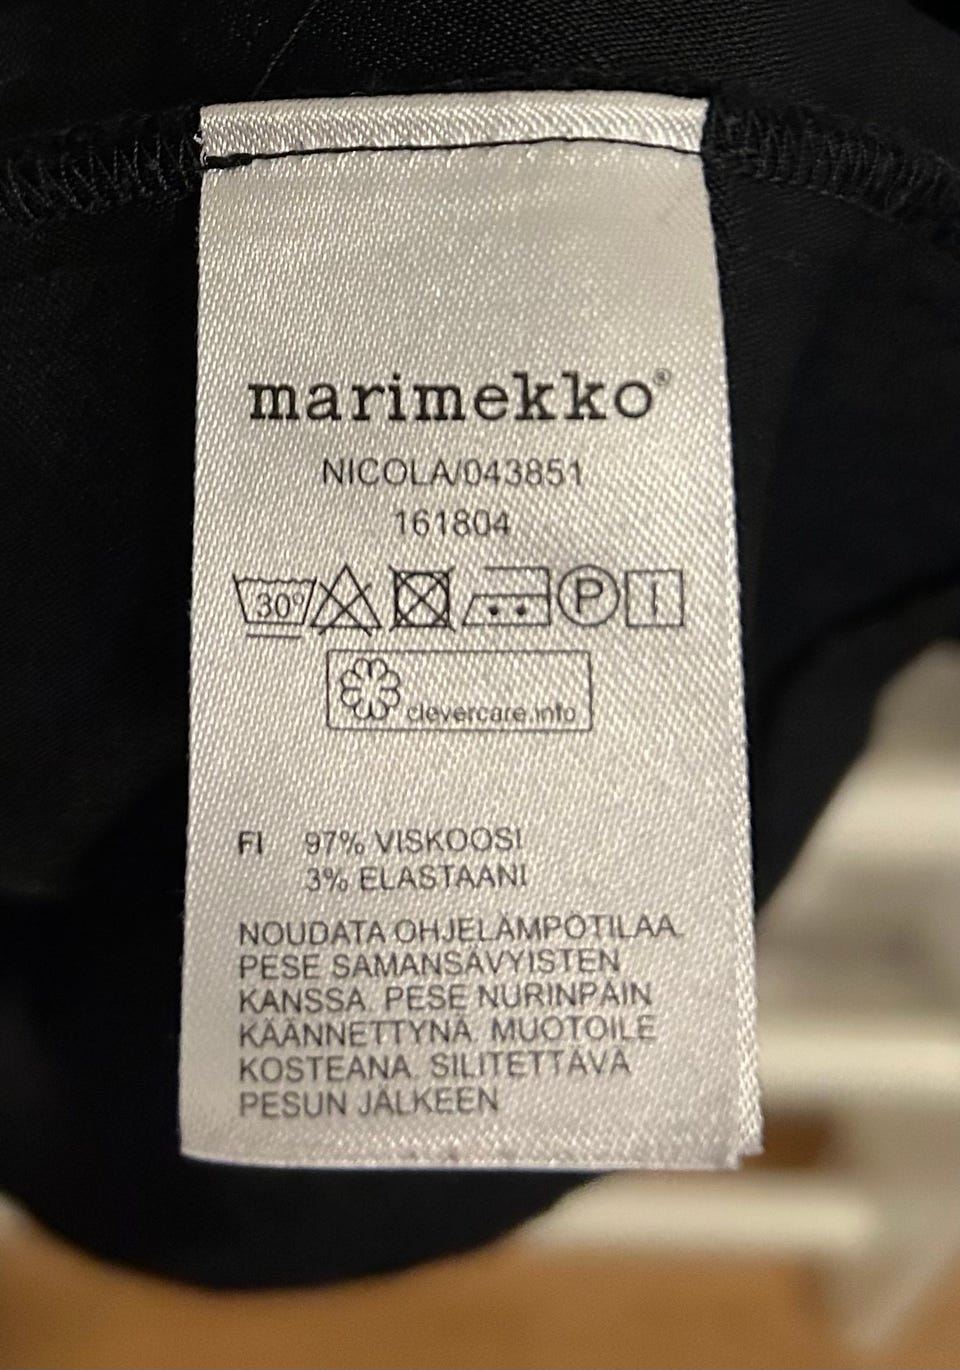 marimekko®
NICOLA/043851
161804
30°
P
clevercare.info
FI 97% VISKOOSI
3% ELASTAANI
NOUDATA OHJELÄMPÖTILAA.
PESE SAMANSÄVYISTEN
KANSSA. PESE NURINPÄIN
KÄÄNNETTYNÄ. MUOTOILE
KOSTEANA. SILITETTÄVÄ
PESUN JÄLKEEN